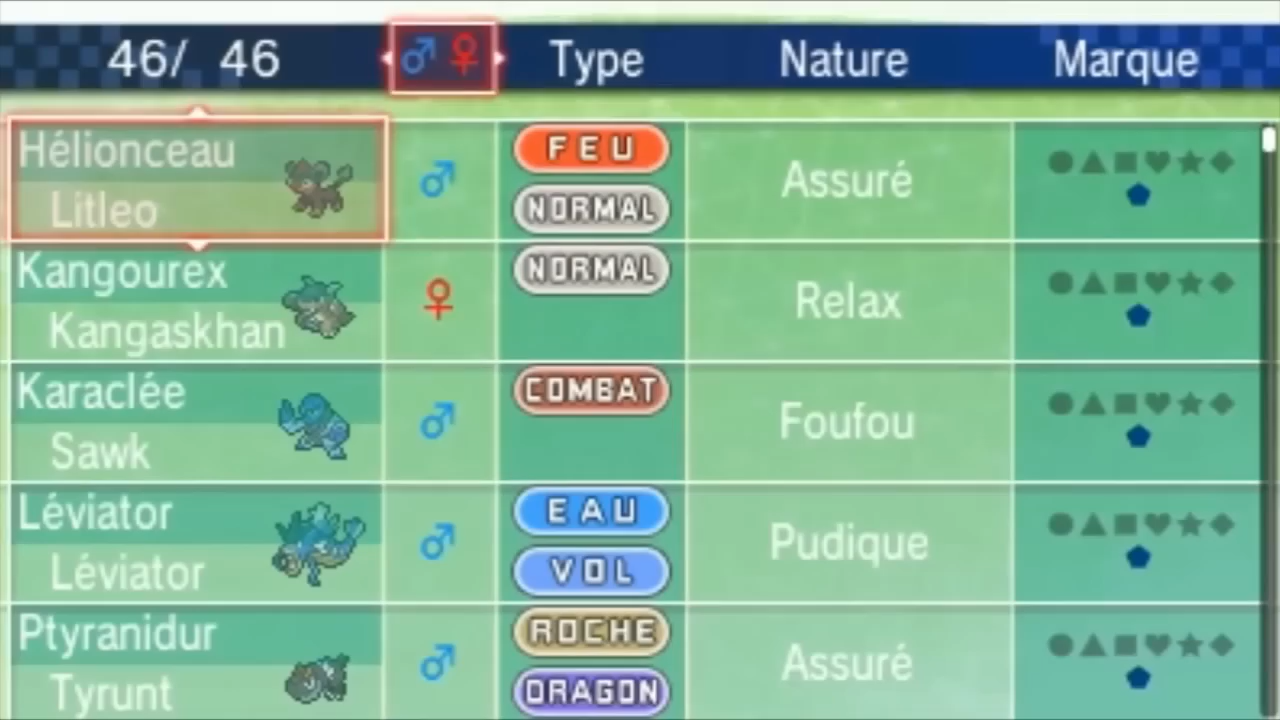 46/ 46 Type Nature Marque
Hélionceau
Litleo
FEU
NORMAL
Assuré
Kangourex
Kangaskhan
NORMAL
Relax
Karaclée
Sawk
COMBAT
Foufou
Léviator
Léviator
EAU
VOL
Pudique
Ptyranidur
Tyrunt
ROCHE
DRAGON
Assuré